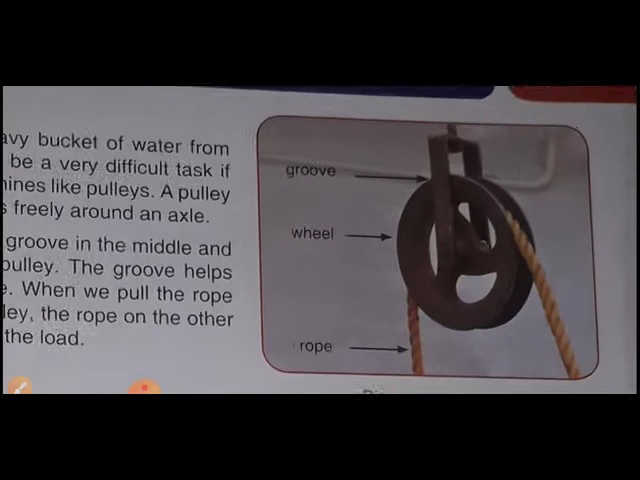 avy bucket of water from
be a very difficult task if
hines like pulleys. A pulley
s freely around an axle.
groove in the middle and
pulley. The groove helps
e. When we pull the rope
ley, the rope on the other
the load.
groove
wheel
rope